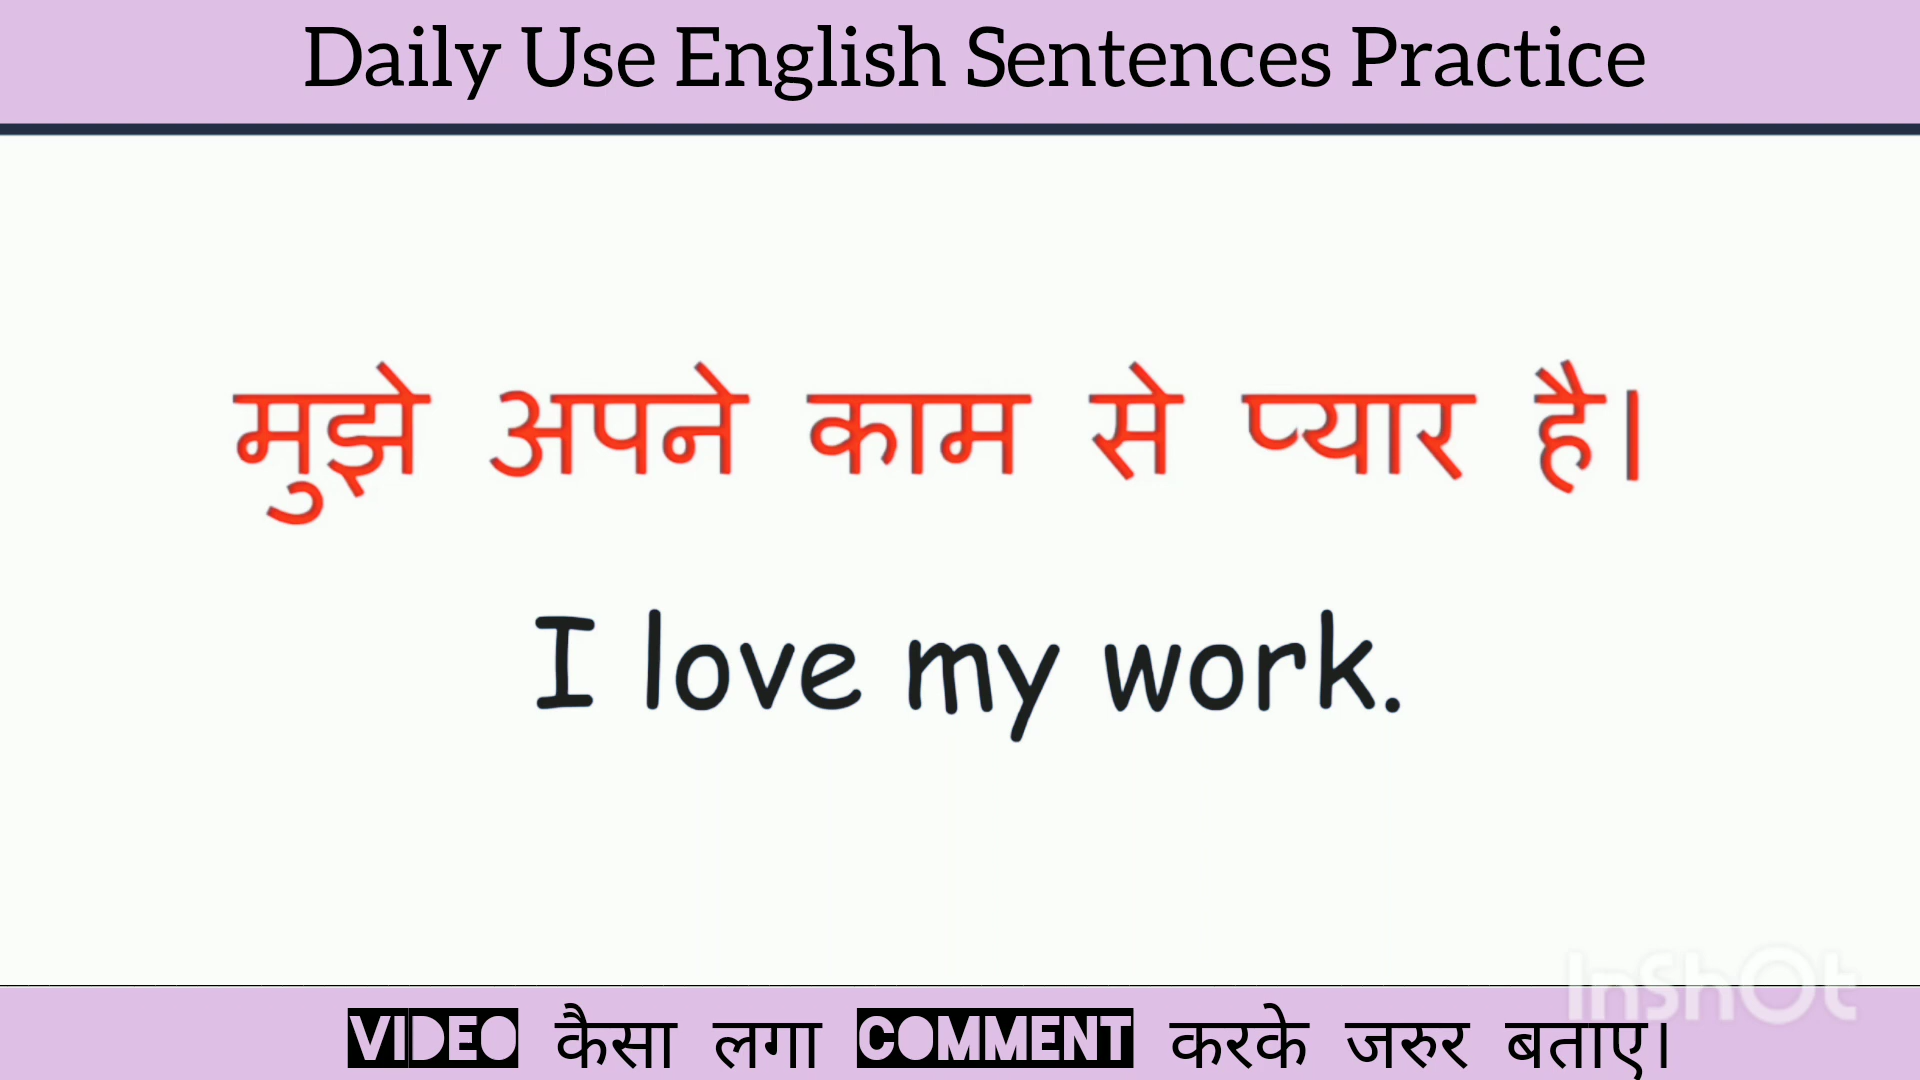 Daily Use English Sentences Practice
मुझे अपने काम से प्यार है।
I love my work.
InShOt
VIDEO कैसा लगा COMMENT करके जरुर बताए।